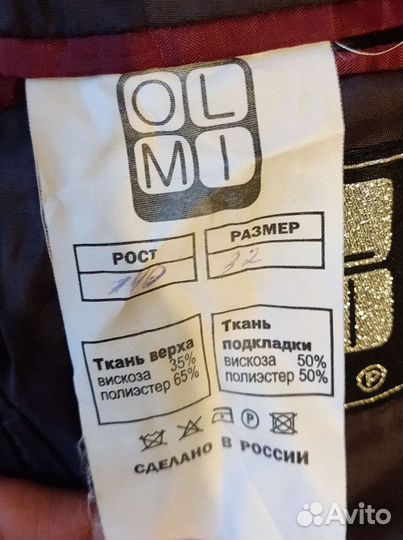 OL
MI
РОСТ
140
РАЗМЕР
32
Ткань верха
вискоза 35%
полиэстер 65%
Ткань
подкладки
вискоза 50%
полиэстер 50%
P
СДЕЛАНО В РОССИИ
P
Avito